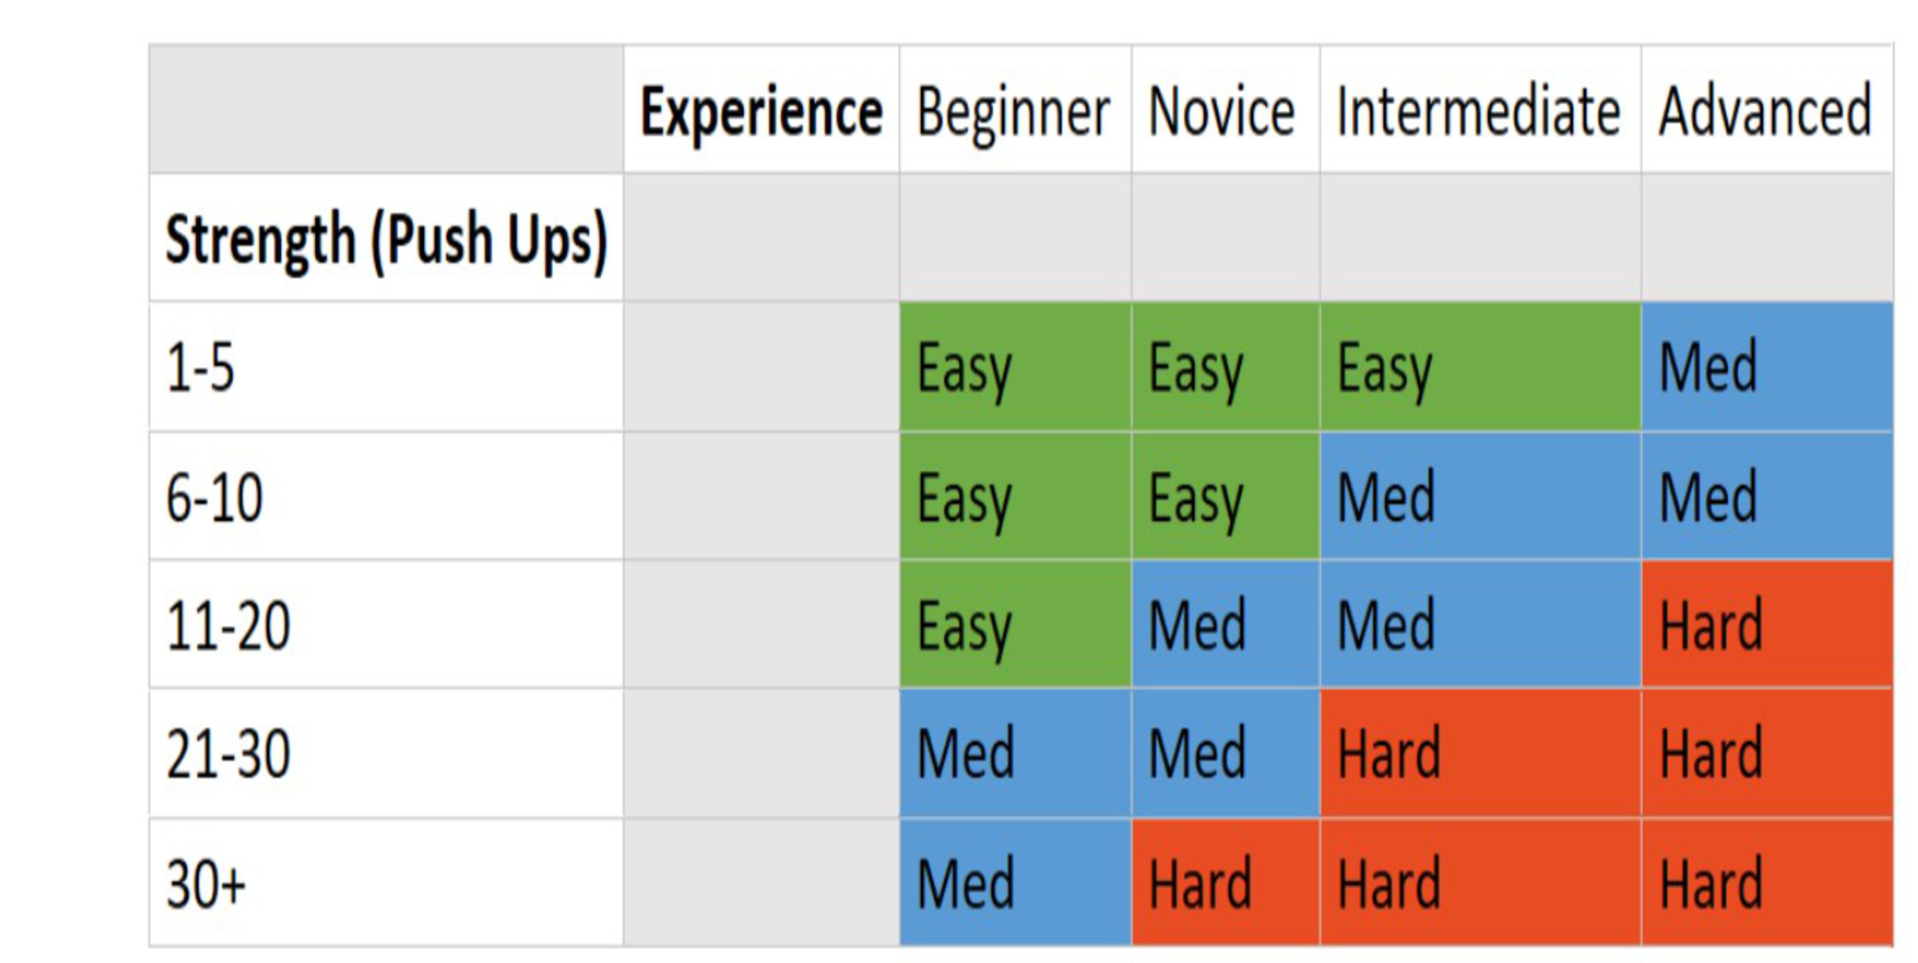 Experience Beginner Novice Intermediate Advanced
Strength (Push Ups)
1-5 Easy Easy Easy Med
6-10 Easy Easy Med Med
11-20 Easy Med Med Hard
21-30 Med Med Hard Hard
30+ Med Hard Hard Hard